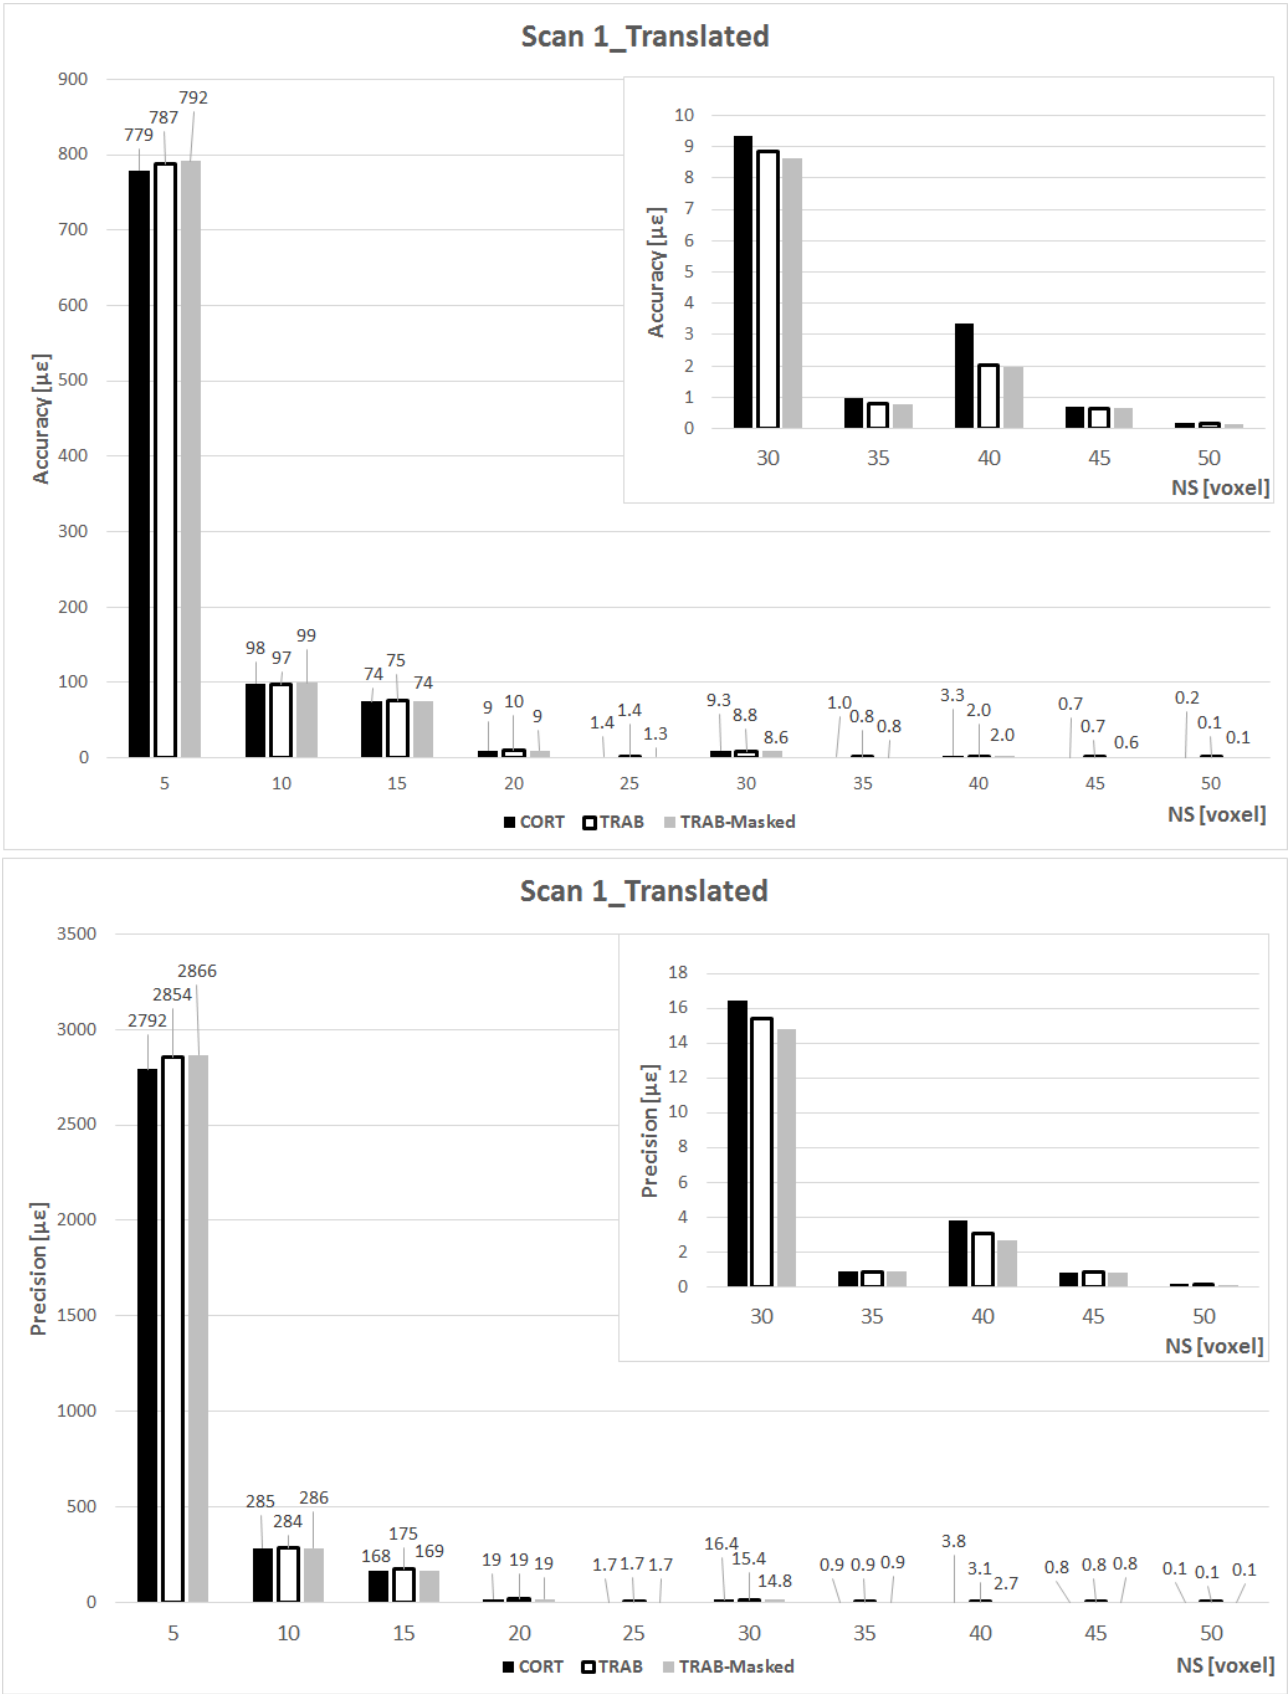 Scan 1_Translated
Accuracy [µε]
900
800
700
600
500
400
300
200
100
0
779 787 792
98 97 99
74 75 74
9 10 9
1.4 1.4 1.3
9.3 8.8 8.6
1.0 0.8 0.8
3.3 2.0 2.0
0.7 0.7 0.6
0.2 0.1 0.1
5 10 15 20 25 30 35 40 45 50
NS [voxel]
CORT TRAB TRAB-Masked
Accuracy [µε]
10
9
8
7
6
5
4
3
2
1
0
30 35 40 45 50
NS [voxel]
Scan 1_Translated
Precision [µε]
3500
3000
2500
2000
1500
1000
500
0
2792 2854 2866
285 284 286
168 175 169
19 19 19
1.7 1.7 1.7
16.4 15.4 14.8
0.9 0.9 0.9
3.8 3.1 2.7
0.8 0.8 0.8
0.1 0.1 0.1
5 10 15 20 25 30 35 40 45 50
NS [voxel]
CORT TRAB TRAB-Masked
Precision [µε]
18
16
14
12
10
8
6
4
2
0
30 35 40 45 50
NS [voxel]